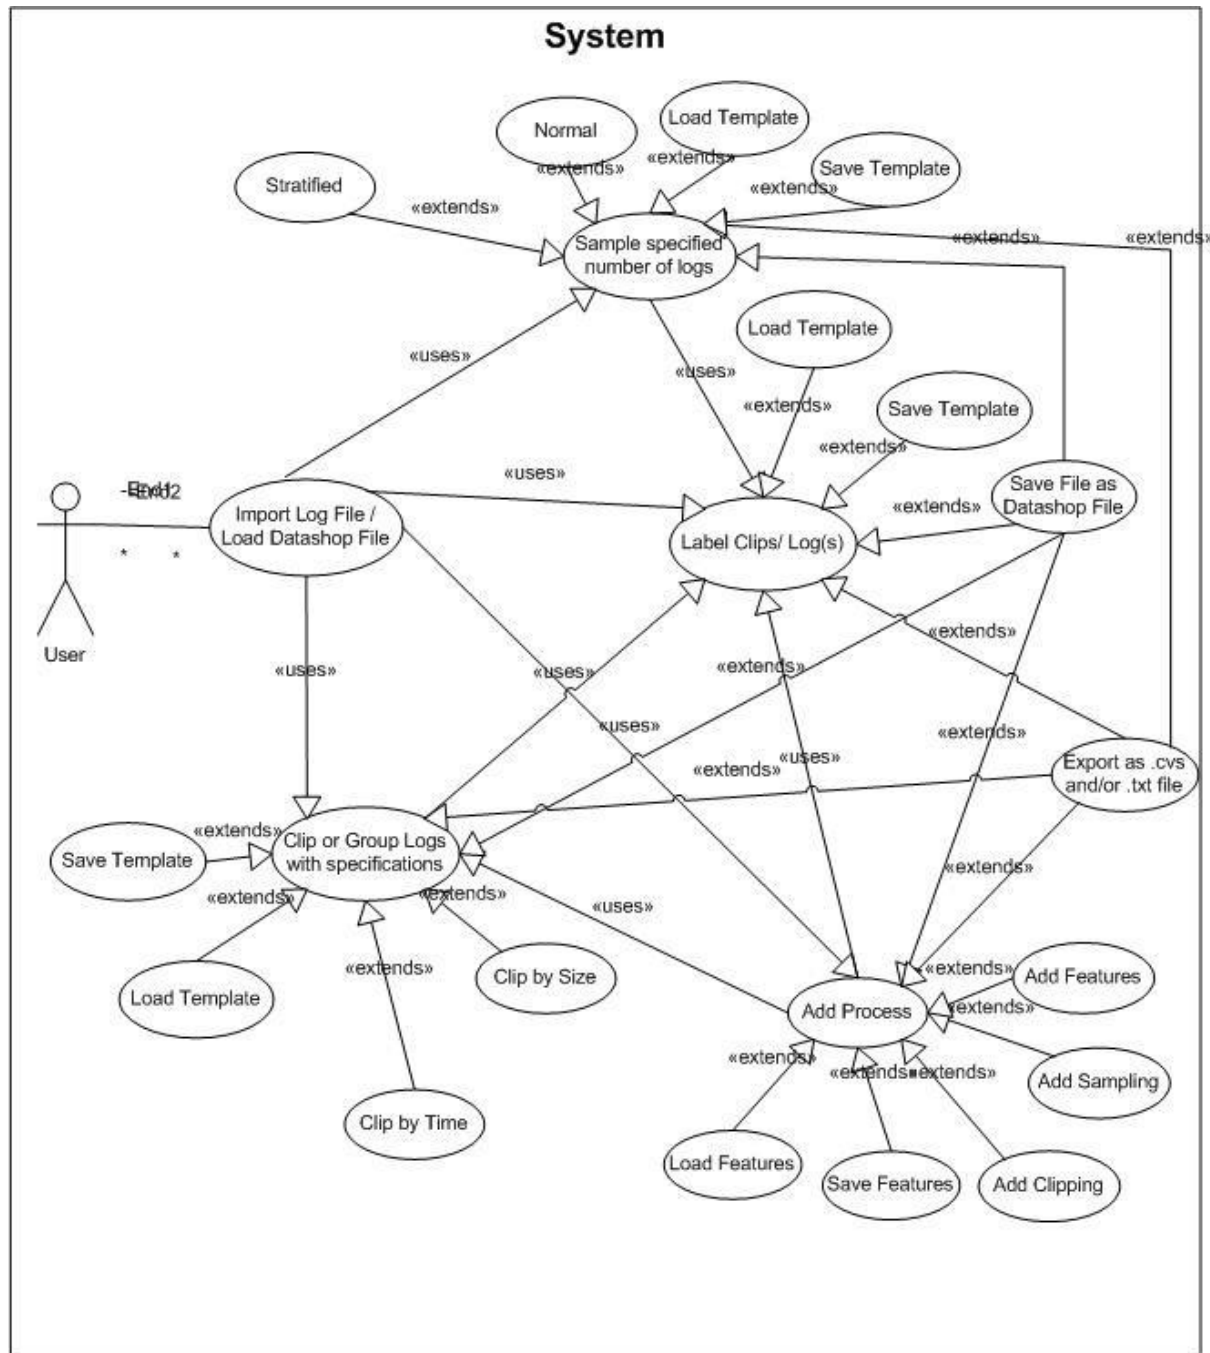 System
Load Template
Normal
«extends»
«extends»
Save Template
Stratified
«extends»
«extends»
«extends»
«extends»
Sample specified
number of logs
Load Template
«uses»
«uses»
«extends»
Save Template
«extends»
«uses»
Save File as
Datashop File
-End2
Import Log File /
Load Datashop File
«extends»
Label Clips/ Log(s)
* *
User
«extends»
«uses»
«extends»
«uses»
«uses»
«extends»
«uses»
«extends»
Export as .cvs
and/or .txt file
«extends»
Clip or Group Logs
with specifications
Save Template
«extends»
«extends»
«extends»
«uses»
«extends»
«extends»
Clip by Size
Add Features
Load Template
«extends»
Add Process
«extends»
«extends»
«extends»
Add Sampling
Clip by Time
Load Features
Save Features
Add Clipping